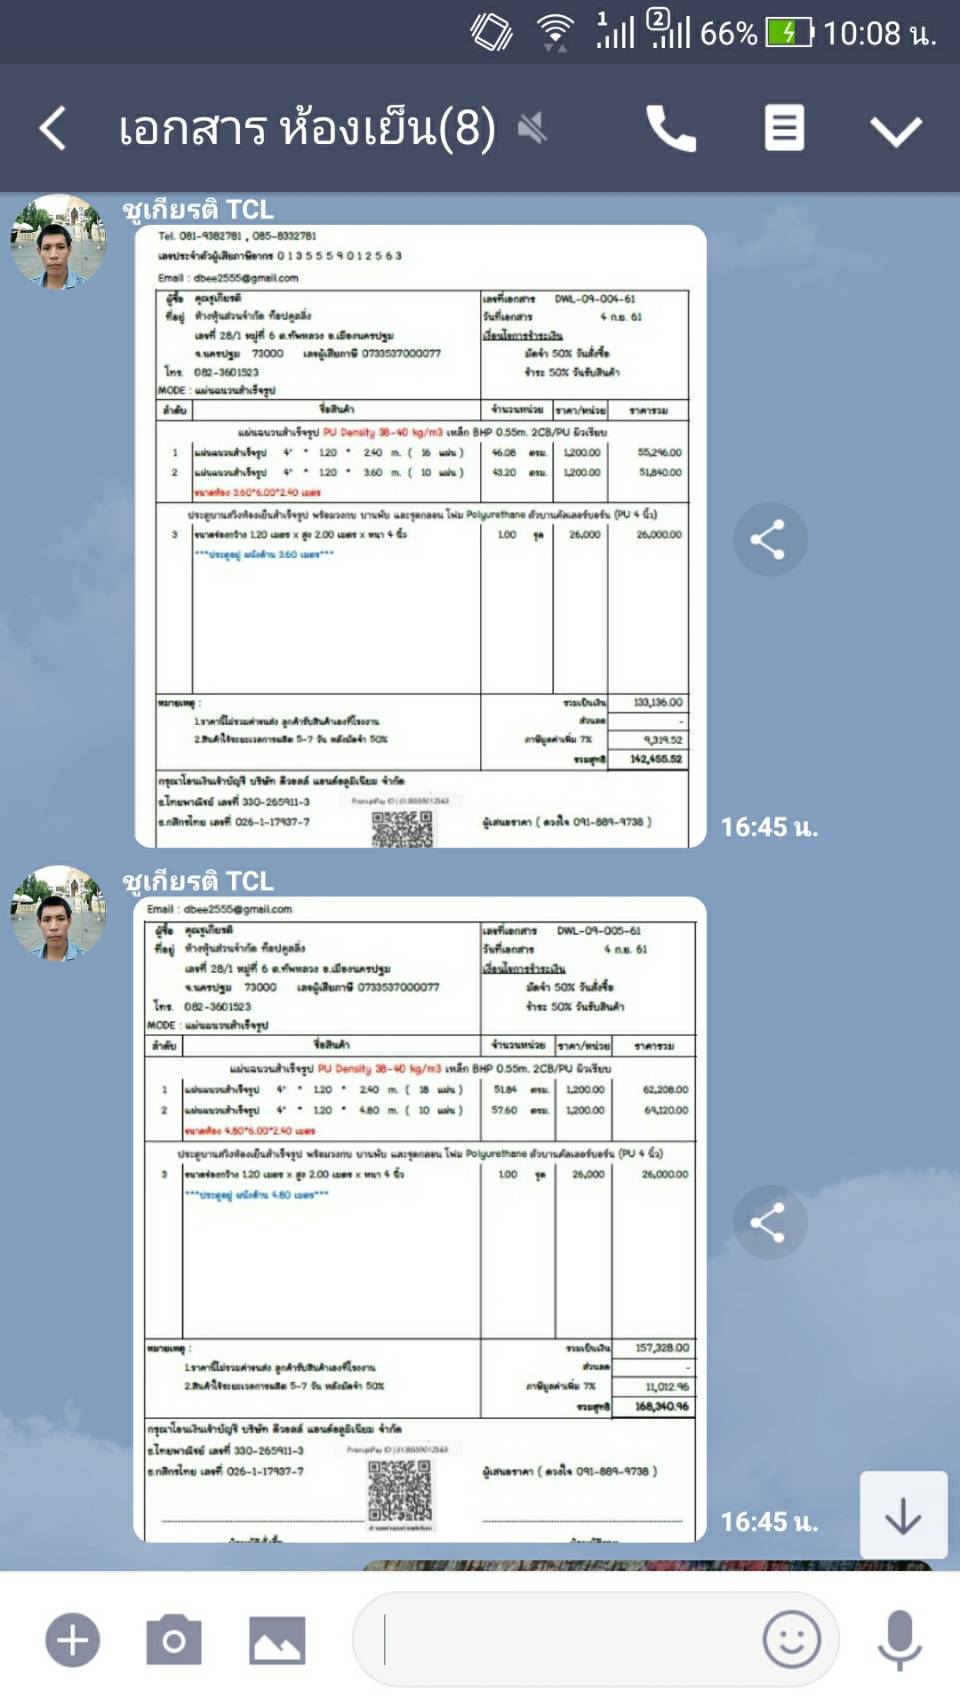 1 2 66% 10:08 น.
เอกสาร ห้องเย็น(8)
ชูเกียรติ TCL
Tel. 081-9382781 , 085-8332781
เลขประจำตัวผู้เสียภาษีอากร 0 1 3 5 5 5 9 0 1 2 5 6 3
Email : dbee2555@gmail.com
ผู้ซื้อ คุณชูเกียรติ เลขที่เอกสาร DWL-09-004-61
ที่อยู่ ห้างหุ้นส่วนจำกัด ท๊อปคูลลิ่ง วันที่เอกสาร 4 ก.ย. 61
เลขที่ 28/1 หมู่ที่ 6 ต.ทัพหลวง อ.เมืองนครปฐม เงื่อนไขการชำระเงิน
จ.นครปฐม 73000 เลขผู้เสียภาษี 0733537000077 มัดจำ 50% วันสั่งซื้อ
โทร. 082-3601523 ชำระ 50% วันรับสินค้า
MODE : แผ่นฉนวนสำเร็จรูป
ลำดับ ชื่อสินค้า จำนวนหน่วย ราคา/หน่วย ราคารวม
แผ่นฉนวนสำเร็จรูป PU Density 38-40 kg/m3 เหล็ก BHP 0.55m. 2CB/PU ผิวเรียบ
1 แผ่นฉนวนสำเร็จรูป 4" * 1.20 * 2.40 m. ( 16 แผ่น ) 46.08 ตรม. 1,200.00 55,296.00
2 แผ่นฉนวนสำเร็จรูป 4" * 1.20 * 3.60 m. ( 10 แผ่น ) 43.20 ตรม. 1,200.00 51,840.00
ขนาดห้อง 3.60*6.00*2.40 เมตร
ประตูบานสวิงห้องเย็นสำเร็จรูป พร้อมวงกบ บานพับ และชุดกลอน โฟม Polyurethane ตัวบานคัลเลอร์บอร์น (PU 4 นิ้ว)
3 ขนาดช่องกว้าง 1.20 เมตร x สูง 2.00 เมตร x หนา 4 นิ้ว 1.00 ชุด 26,000 26,000.00
***ประตูอยู่ ผนังด้าน 3.60 เมตร***
หมายเหตุ : รวมเป็นเงิน 133,136.00
1.ราคานี้ไม่รวมค่าขนส่ง ลูกค้ารับสินค้าเองที่โรงงาน ส่วนลด -
2.สินค้าใช้ระยะเวลาการผลิต 5-7 วัน หลังมัดจำ 50% ภาษีมูลค่าเพิ่ม 7% 9,319.52
รวมสุทธิ 142,455.52
กรุณาโอนเงินเข้าบัญชี บริษัท ดีวอลล์ แอนด์อลูมิเนียม จำกัด
ธ.ไทยพาณิชย์ เลขที่ 330-265911-3
ธ.กสิกรไทย เลขที่ 026-1-17937-7 ผู้เสนอราคา ( ดวงใจ 091-889-9738 )
16:45 น.
ชูเกียรติ TCL
Email : dbee2555@gmail.com
ผู้ซื้อ คุณชูเกียรติ เลขที่เอกสาร DWL-09-005-61
ที่อยู่ ห้างหุ้นส่วนจำกัด ท๊อปคูลลิ่ง วันที่เอกสาร 4 ก.ย. 61
เลขที่ 28/1 หมู่ที่ 6 ต.ทัพหลวง อ.เมืองนครปฐม เงื่อนไขการชำระเงิน
จ.นครปฐม 73000 เลขผู้เสียภาษี 0733537000077 มัดจำ 50% วันสั่งซื้อ
โทร. 082-3601523 ชำระ 50% วันรับสินค้า
MODE : แผ่นฉนวนสำเร็จรูป
ลำดับ ชื่อสินค้า จำนวนหน่วย ราคา/หน่วย ราคารวม
แผ่นฉนวนสำเร็จรูป PU Density 38-40 kg/m3 เหล็ก BHP 0.55m. 2CB/PU ผิวเรียบ
1 แผ่นฉนวนสำเร็จรูป 4" * 1.20 * 2.40 m. ( 18 แผ่น ) 51.84 ตรม. 1,200.00 62,208.00
2 แผ่นฉนวนสำเร็จรูป 4" * 1.20 * 4.80 m. ( 10 แผ่น ) 57.60 ตรม. 1,200.00 69,120.00
ขนาดห้อง 4.80*6.00*2.40 เมตร
ประตูบานสวิงห้องเย็นสำเร็จรูป พร้อมวงกบ บานพับ และชุดกลอน โฟม Polyurethane ตัวบานคัลเลอร์บอร์น (PU 4 นิ้ว)
3 ขนาดช่องกว้าง 1.20 เมตร x สูง 2.00 เมตร x หนา 4 นิ้ว 1.00 ชุด 26,000 26,000.00
***ประตูอยู่ ผนังด้าน 4.80 เมตร***
หมายเหตุ : รวมเป็นเงิน 157,328.00
1.ราคานี้ไม่รวมค่าขนส่ง ลูกค้ารับสินค้าเองที่โรงงาน ส่วนลด -
2.สินค้าใช้ระยะเวลาการผลิต 5-7 วัน หลังมัดจำ 50% ภาษีมูลค่าเพิ่ม 7% 11,012.96
รวมสุทธิ 168,340.96
กรุณาโอนเงินเข้าบัญชี บริษัท ดีวอลล์ แอนด์อลูมิเนียม จำกัด
ธ.ไทยพาณิชย์ เลขที่ 330-265911-3
ธ.กสิกรไทย เลขที่ 026-1-17937-7 ผู้เสนอราคา ( ดวงใจ 091-889-9738 )
16:45 น.